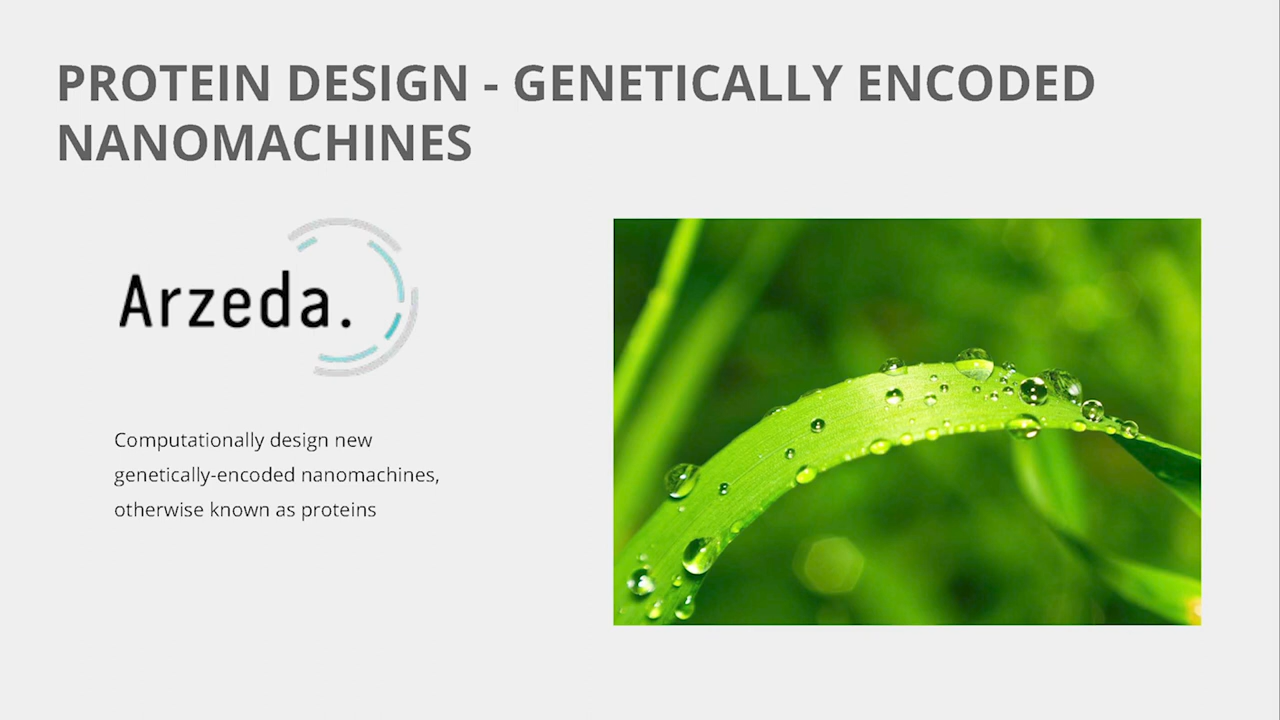 PROTEIN DESIGN - GENETICALLY ENCODED
NANOMACHINES
Arzeda.
Computationally design new
genetically-encoded nanomachines,
otherwise known as proteins